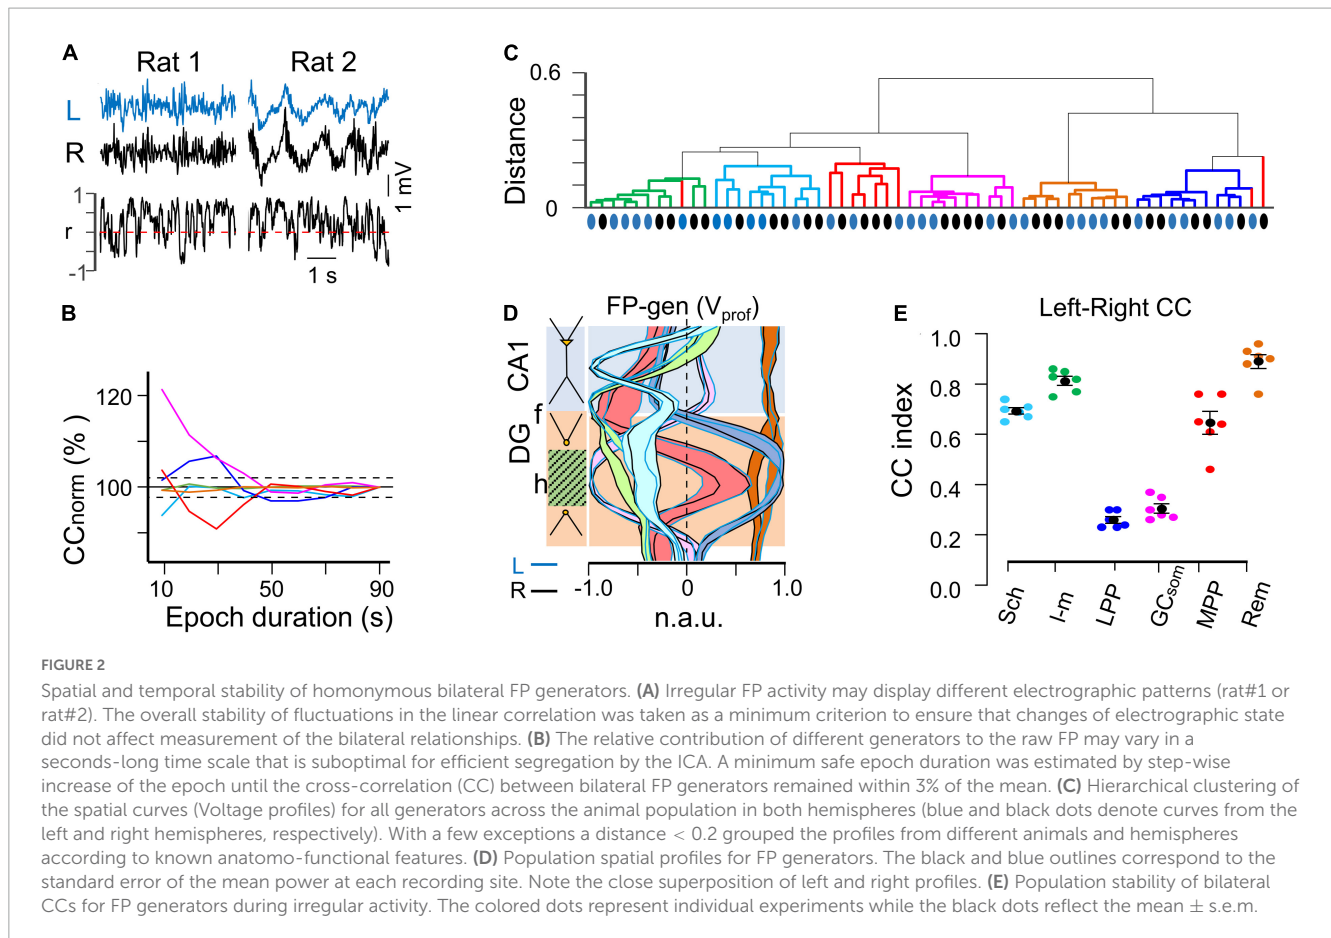 A
Rat 1
Rat 2
L
R
1 mV
1
r
-1
1 s
B
CCnorm (%)
120
100
10
50
90
Epoch duration (s)
C
0.6
Distance
0
D
FP-gen (Vprof)
CA1
f
DG
h
L
R
-1.0
0
1.0
n.a.u.
E
Left-Right CC
CC index
1.0
0.8
0.6
0.4
0.2
0.0
Sch
l-m
LPP
GCsom
MPP
Rem
FIGURE 2
Spatial and temporal stability of homonymous bilateral FP generators. (A) Irregular FP activity may display different electrographic patterns (rat#1 or
rat#2). The overall stability of fluctuations in the linear correlation was taken as a minimum criterion to ensure that changes of electrographic state
did not affect measurement of the bilateral relationships. (B) The relative contribution of different generators to the raw FP may vary in a
seconds-long time scale that is suboptimal for efficient segregation by the ICA. A minimum safe epoch duration was estimated by step-wise
increase of the epoch until the cross-correlation (CC) between bilateral FP generators remained within 3% of the mean. (C) Hierarchical clustering of
the spatial curves (Voltage profiles) for all generators across the animal population in both hemispheres (blue and black dots denote curves from the
left and right hemispheres, respectively). With a few exceptions a distance < 0.2 grouped the profiles from different animals and hemispheres
according to known anatomo-functional features. (D) Population spatial profiles for FP generators. The black and blue outlines correspond to the
standard error of the mean power at each recording site. Note the close superposition of left and right profiles. (E) Population stability of bilateral
CCs for FP generators during irregular activity. The colored dots represent individual experiments while the black dots reflect the mean ± s.e.m.